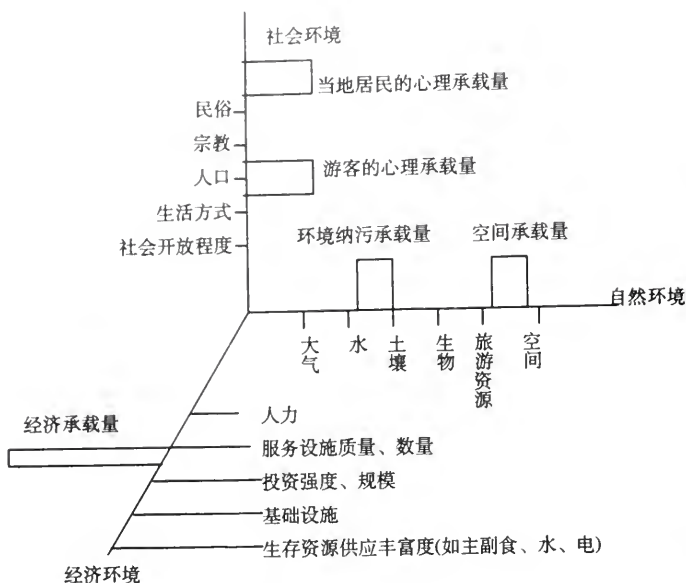 社会环境
当地居民的心理承载量
民俗
宗教
游客的心理承载量
人口
生活方式
社会开放程度
环境纳污承载量
空间承载量
自然环境
大气
水
土壤
生物
旅游资源
空间
人力
经济承载量
服务设施质量、数量
投资强度、规模
基础设施
生存资源供应丰富度(如主副食、水、电)
经济环境